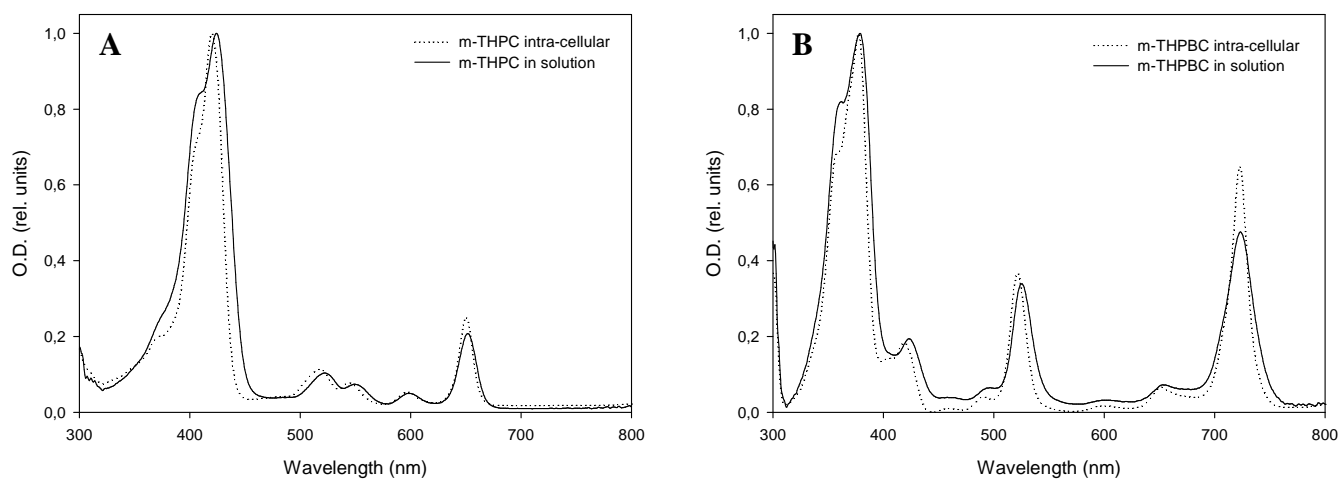 A
m-THPC intra-cellular
m-THPC in solution
1,0
0,8
0,6
0,4
0,2
0,0
O.D. (rel. units)
300 400 500 600 700 800
Wavelength (nm)
B
m-THPBC intra-cellular
m-THPBC in solution
1,0
0,8
0,6
0,4
0,2
0,0
O.D. (rel. units)
300 400 500 600 700 800
Wavelength (nm)